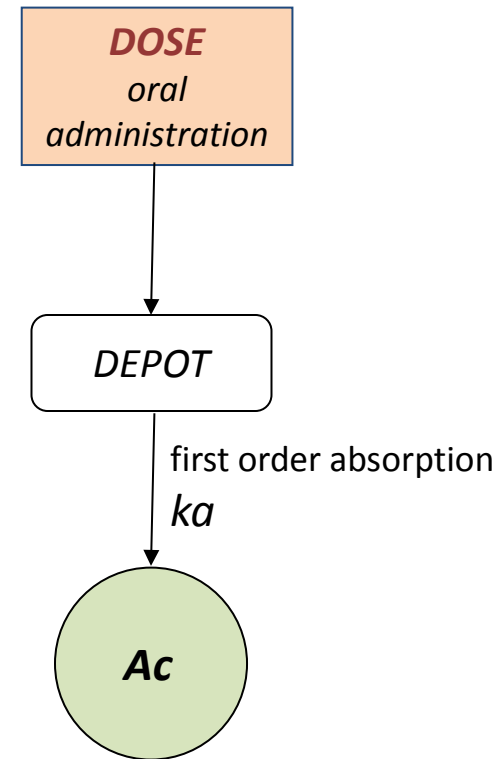 DOSE
oral
administration
DEPOT
first order absorption
ka
Ac